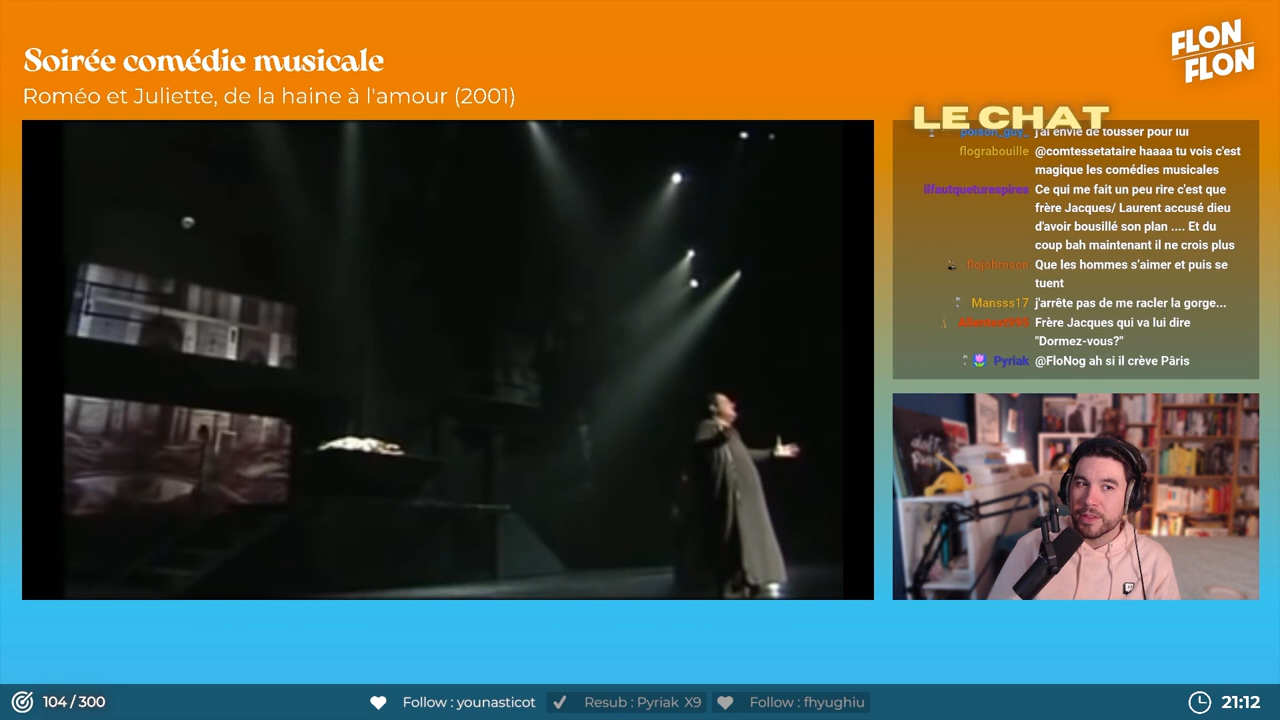 Soirée comédie musicale
Roméo et Juliette, de la haine à l'amour (2001)
FLON
FLON
LE CHAT
poison_guy_ j'ai envie de tousser pour lui
flograbouille @comtessetataire haaaa tu vois c'est
magique les comédies musicales
ilfautqueturespires Ce qui me fait un peu rire c'est que
frère Jacques/ Laurent accusé dieu
d'avoir bousillé son plan .... Et du
coup bah maintenant il ne crois plus
flojohmson Que les hommes s'aimer et puis se
tuent
Mansss17 j'arrête pas de me racler la gorge...
Frère Jacques qui va lui dire
"Dormez-vous?"
Pyriak @FloNog ah si il crève Pâris
104 / 300
Follow : younasticot
Resub : Pyriak X9
Follow : fhyughiu
21:12